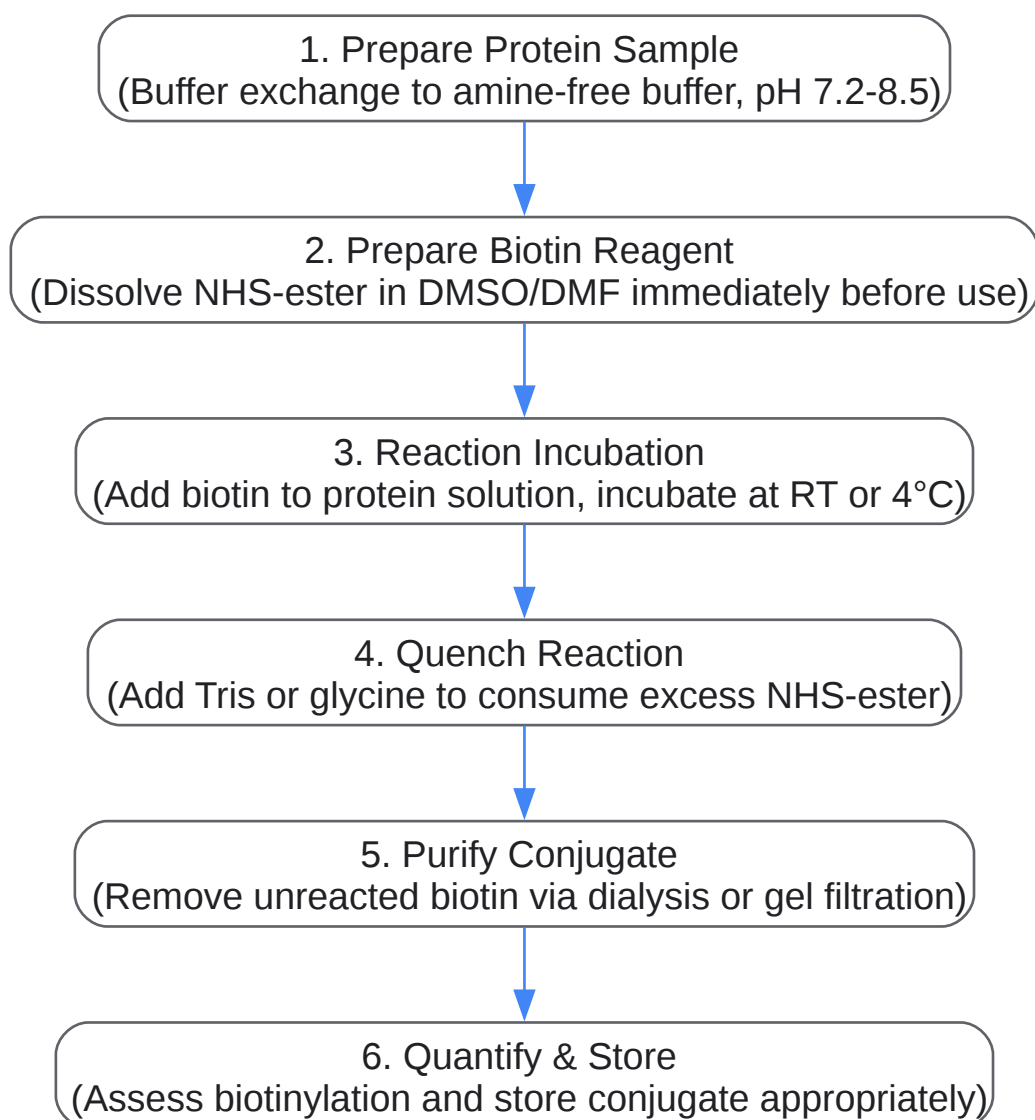 1. Prepare Protein Sample
(Buffer exchange to amine-free buffer, pH 7.2-8.5)
2. Prepare Biotin Reagent
(Dissolve NHS-ester in DMSO/DMF immediately before use)
3. Reaction Incubation
(Add biotin to protein solution, incubate at RT or 4°C)
4. Quench Reaction
(Add Tris or glycine to consume excess NHS-ester)
5. Purify Conjugate
(Remove unreacted biotin via dialysis or gel filtration)
6. Quantify & Store
(Assess biotinylation and store conjugate appropriately)